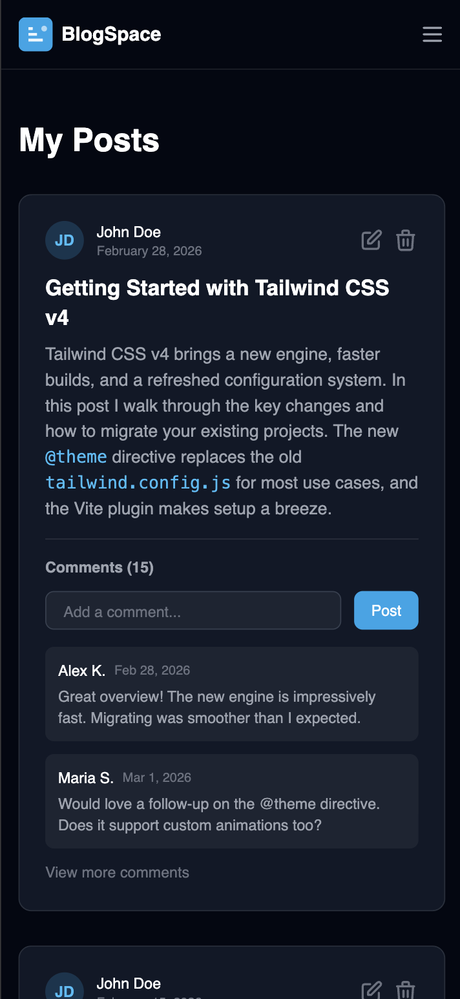 BlogSpace
My Posts
JD
John Doe
February 28, 2026
Getting Started with Tailwind CSS
v4
Tailwind CSS v4 brings a new engine, faster
builds, and a refreshed configuration system. In
this post I walk through the key changes and
how to migrate your existing projects. The new
@theme directive replaces the old
tailwind.config.js for most use cases, and
the Vite plugin makes setup a breeze.
Comments (15)
Add a comment...
Post
Alex K. Feb 28, 2026
Great overview! The new engine is impressively
fast. Migrating was smoother than I expected.
Maria S. Mar 1, 2026
Would love a follow-up on the @theme directive.
Does it support custom animations too?
View more comments
JD
John Doe